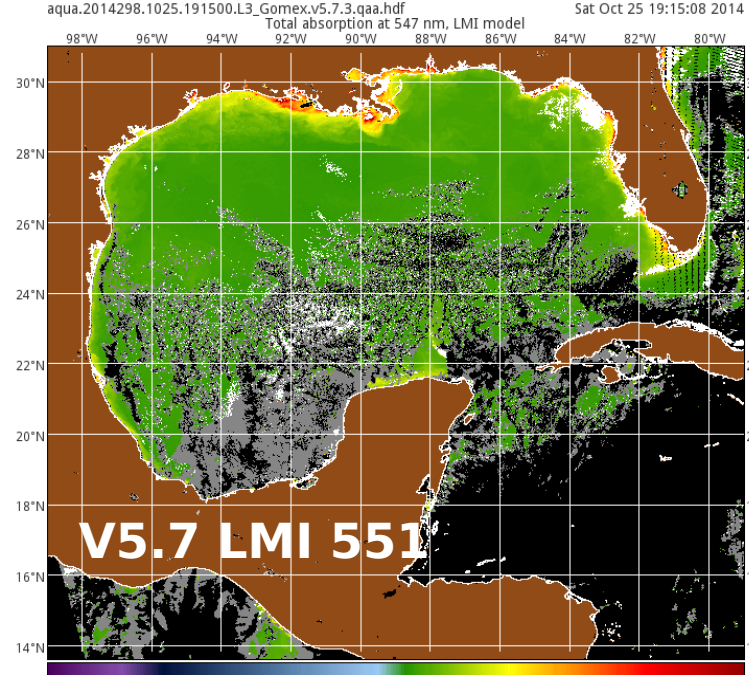 aqua.2014298.1025.191500.L3_Gomex.v5.7.3.qaa.hdf Sat Oct 25 19:15:08 2014
Total absorption at 547 nm, LMI model
98°W 96°W 94°W 92°W 90°W 88°W 86°W 84°W 82°W 80°W
30°N
28°N
26°N
24°N
22°N
20°N
18°N
V5.7 LMI 551
16°N
14°N